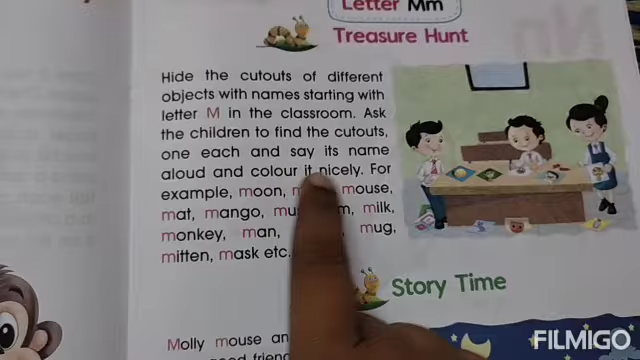 Letter Mm
Treasure Hunt
Hide the cutouts of different
objects with names starting with
letter M in the classroom. Ask
the children to find the cutouts,
one each and say its name
aloud and colour it nicely. For
example, moon, mouse,
mat, mango, milk,
monkey, man, mug,
mitten, mask etc.
Story Time
Molly mouse
good
FILMIGO